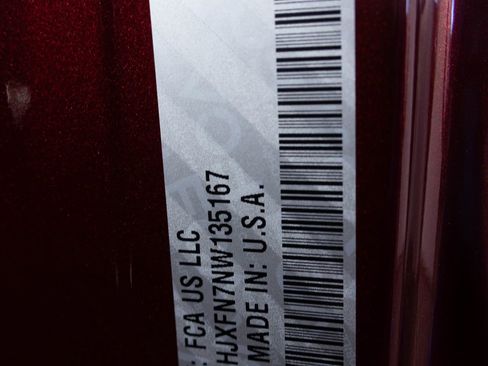 : FCA US LLC
HJXFN7NW135167
MADE IN: U.S.A.